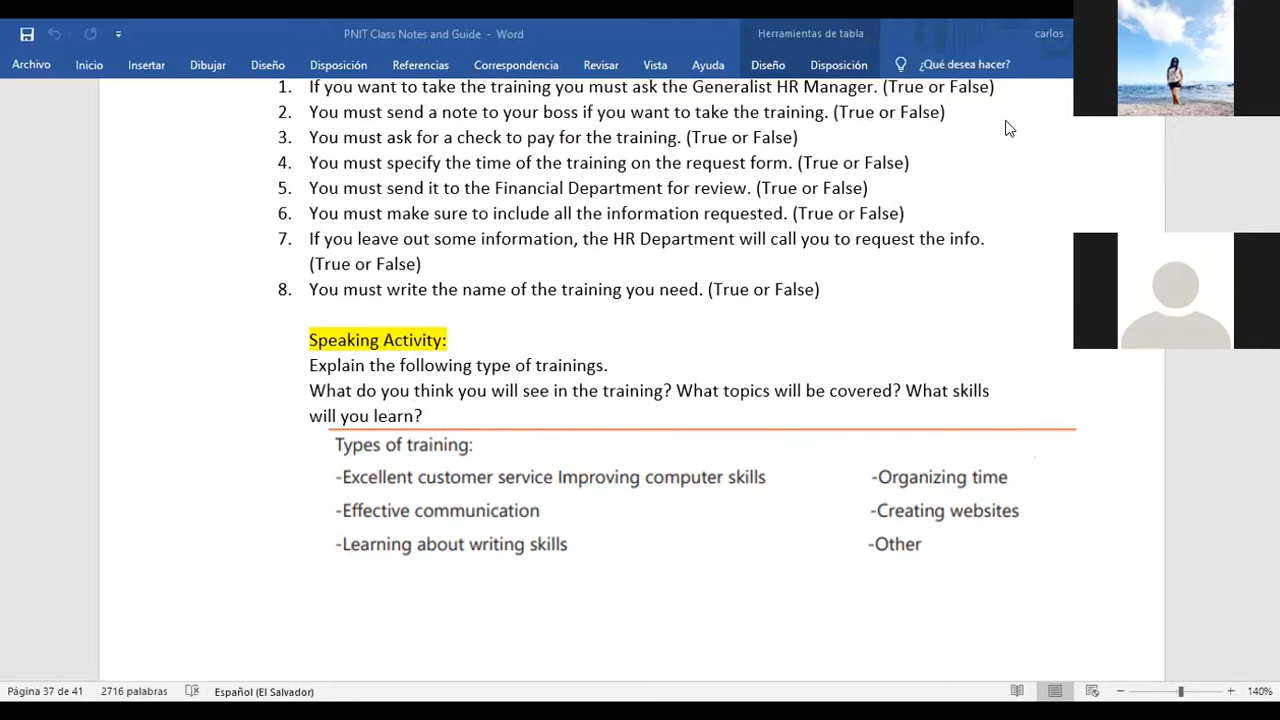 PNIT Class Notes and Guide - Word
Herramientas de tabla
carlos
Archivo Inicio Insertar Dibujar Diseño Disposición Referencias Correspondencia Revisar Vista Ayuda Diseño Disposición ¿Qué desea hacer?
1. If you want to take the training you must ask the Generalist HR Manager. (True or False)
2. You must send a note to your boss if you want to take the training. (True or False)
3. You must ask for a check to pay for the training. (True or False)
4. You must specify the time of the training on the request form. (True or False)
5. You must send it to the Financial Department for review. (True or False)
6. You must make sure to include all the information requested. (True or False)
7. If you leave out some information, the HR Department will call you to request the info.
(True or False)
8. You must write the name of the training you need. (True or False)
Speaking Activity:
Explain the following type of trainings.
What do you think you will see in the training? What topics will be covered? What skills
will you learn?
Types of training:
-Excellent customer service Improving computer skills -Organizing time
-Effective communication -Creating websites
-Learning about writing skills -Other
Página 37 de 41 2716 palabras Español (El Salvador) 140%